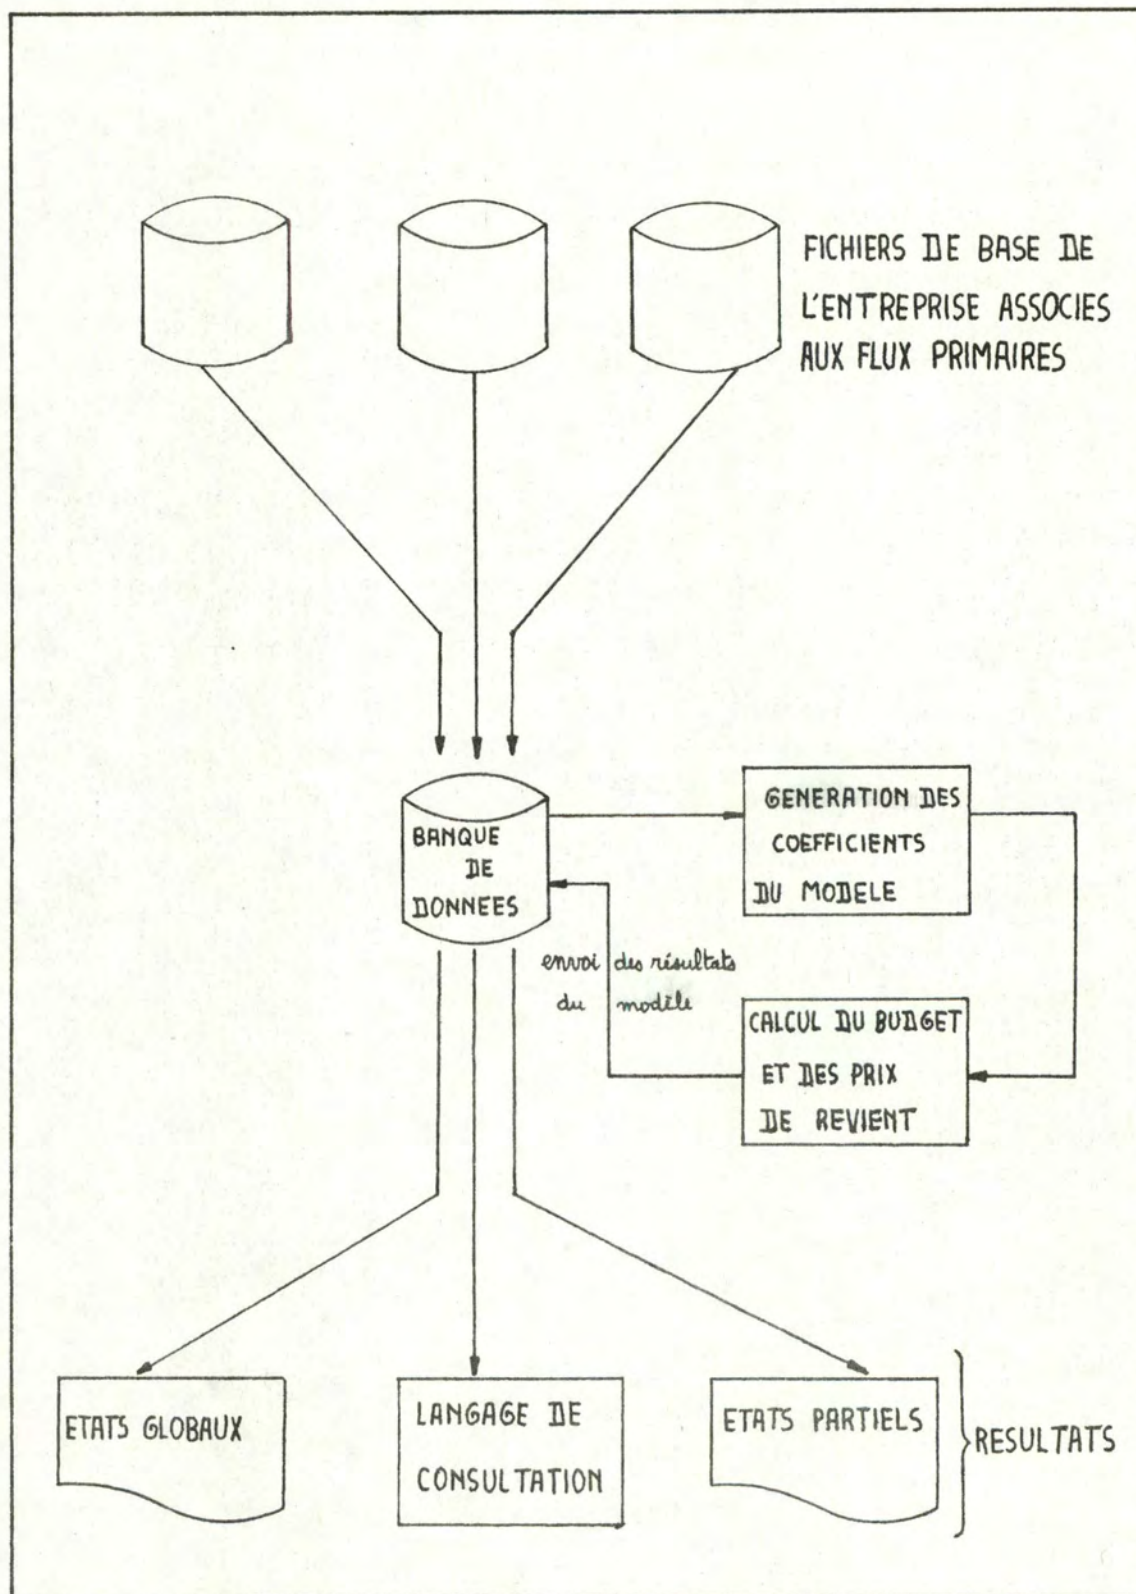 FICHIERS DE BASE DE
L'ENTREPRISE ASSOCIES
AUX FLUX PRIMAIRES
BANQUE
DE
DONNEES
GENERATION DES
COEFFICIENTS
DU MODELE
envoi des résultats
du modèle
CALCUL DU BUDGET
ET DES PRIX
DE REVIENT
ETATS GLOBAUX
LANGAGE DE
CONSULTATION
ETATS PARTIELS
RESULTATS